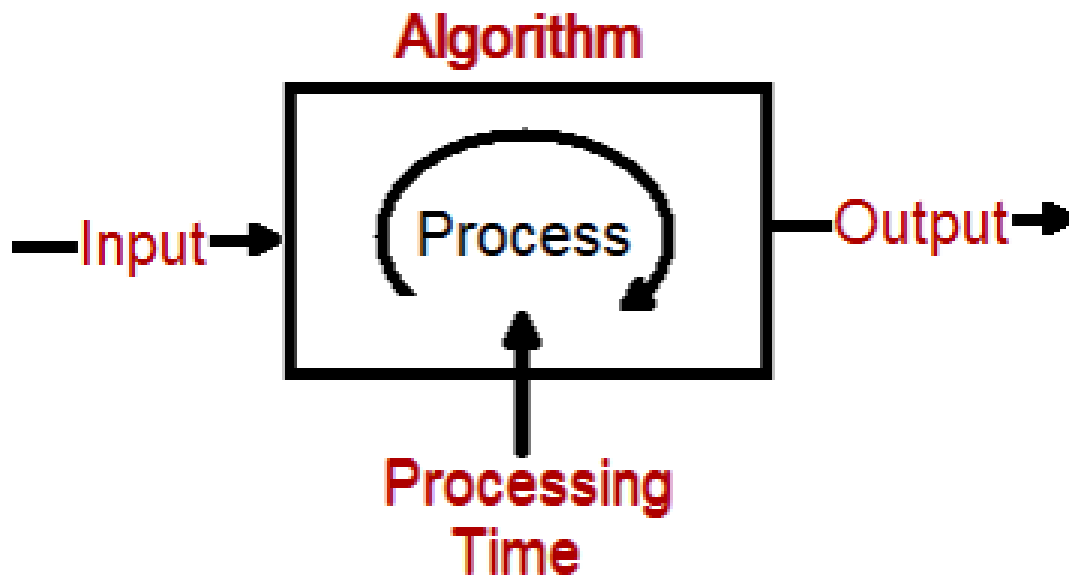 Algorithm
Input
Process
Output
Processing
Time